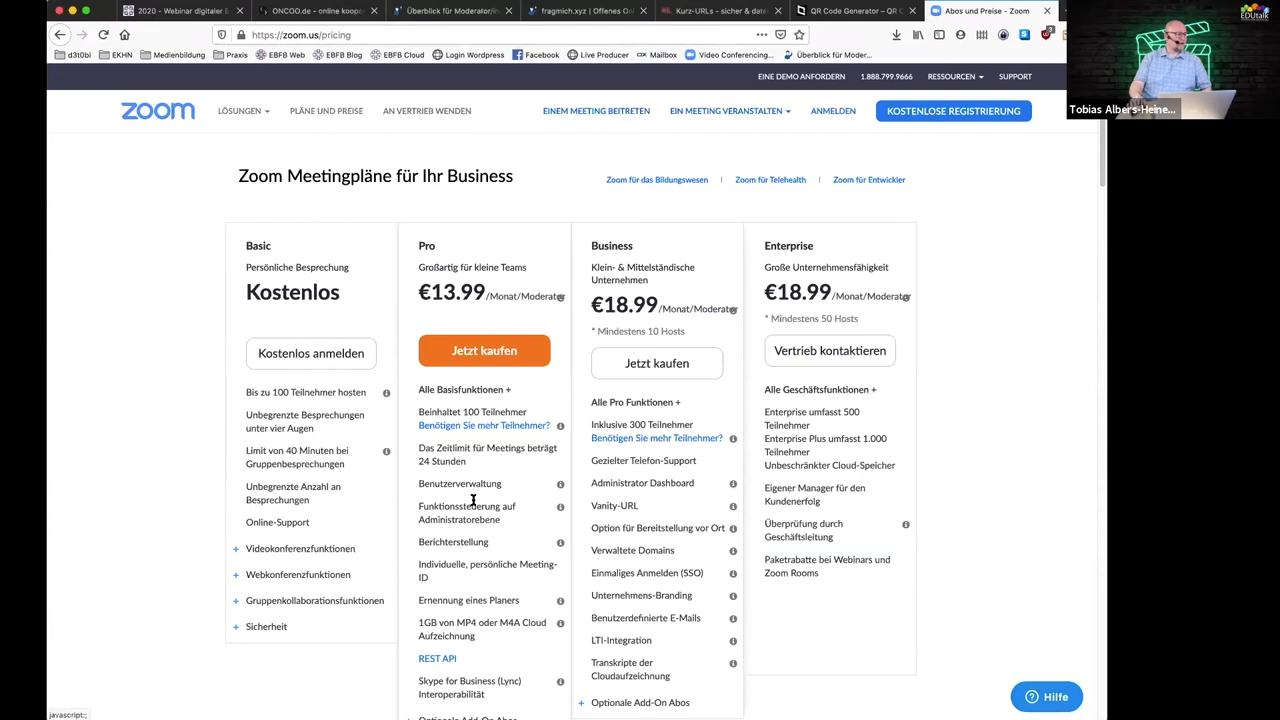 2020 - Webinar digitaler B
ONCOO.de - online koope
Überblick für Moderator/in
fragmich.xyz | Offenes Onl
Kurz-URLs - sicher & date
QR Code Generator – QR C
Abos und Preise - Zoom
https://zoom.us/pricing
d3t0bi
EKHN
Medienbildung
Praxis
EBFB Web
EBFB Blog
EBFB Cloud
Login Wordpress
Facebook
Live Producer
Mailbox
Video Conferencing...
Überblick für Moder...
EDUtalk
Tobias Albers-Heine...
EINE DEMO ANFORDERN
1.888.799.9666
RESSOURCEN
SUPPORT
zoom
LÖSUNGEN
PLÄNE UND PREISE
AN VERTRIEB WENDEN
EINEM MEETING BEITRETEN
EIN MEETING VERANSTALTEN
ANMELDEN
KOSTENLOSE REGISTRIERUNG
Zoom Meetingpläne für Ihr Business
Zoom für das Bildungswesen | Zoom für Telehealth | Zoom für Entwickler
Basic
Persönliche Besprechung
Kostenlos
Kostenlos anmelden
Bis zu 100 Teilnehmer hosten
Unbegrenzte Besprechungen
unter vier Augen
Limit von 40 Minuten bei
Gruppenbesprechungen
Unbegrenzte Anzahl an
Besprechungen
Online-Support
+ Videokonferenzfunktionen
+ Webkonferenzfunktionen
+ Gruppenkollaborationsfunktionen
+ Sicherheit
Pro
Großartig für kleine Teams
€13.99/Monat/Moderator
Jetzt kaufen
Alle Basisfunktionen +
Beinhaltet 100 Teilnehmer
Benötigen Sie mehr Teilnehmer?
Das Zeitlimit für Meetings beträgt
24 Stunden
Benutzerverwaltung
Funktionssteuerung auf
Administratorebene
Berichterstellung
Individuelle, persönliche Meeting-
ID
Ernennung eines Planers
1GB von MP4 oder M4A Cloud
Aufzeichnung
REST API
Skype for Business (Lync)
Interoperabilität
Optionale Add-On Abos
Business
Klein- & Mittelständische
Unternehmen
€18.99/Monat/Moderator
* Mindestens 10 Hosts
Jetzt kaufen
Alle Pro Funktionen +
Inklusive 300 Teilnehmer
Benötigen Sie mehr Teilnehmer?
Gezielter Telefon-Support
Administrator Dashboard
Vanity-URL
Option für Bereitstellung vor Ort
Verwaltete Domains
Einmaliges Anmelden (SSO)
Unternehmens-Branding
Benutzerdefinierte E-Mails
LTI-Integration
Transkripte der
Cloudaufzeichnung
+ Optionale Add-On Abos
Enterprise
Große Unternehmensfähigkeit
€18.99/Monat/Moderator
* Mindestens 50 Hosts
Vertrieb kontaktieren
Alle Geschäftsfunktionen +
Enterprise umfasst 500
Teilnehmer
Enterprise Plus umfasst 1.000
Teilnehmer
Unbeschränkter Cloud-Speicher
Eigener Manager für den
Kundenerfolg
Überprüfung durch
Geschäftsleitung
Paketrabatte bei Webinars und
Zoom Rooms
Hilfe
javascript:;